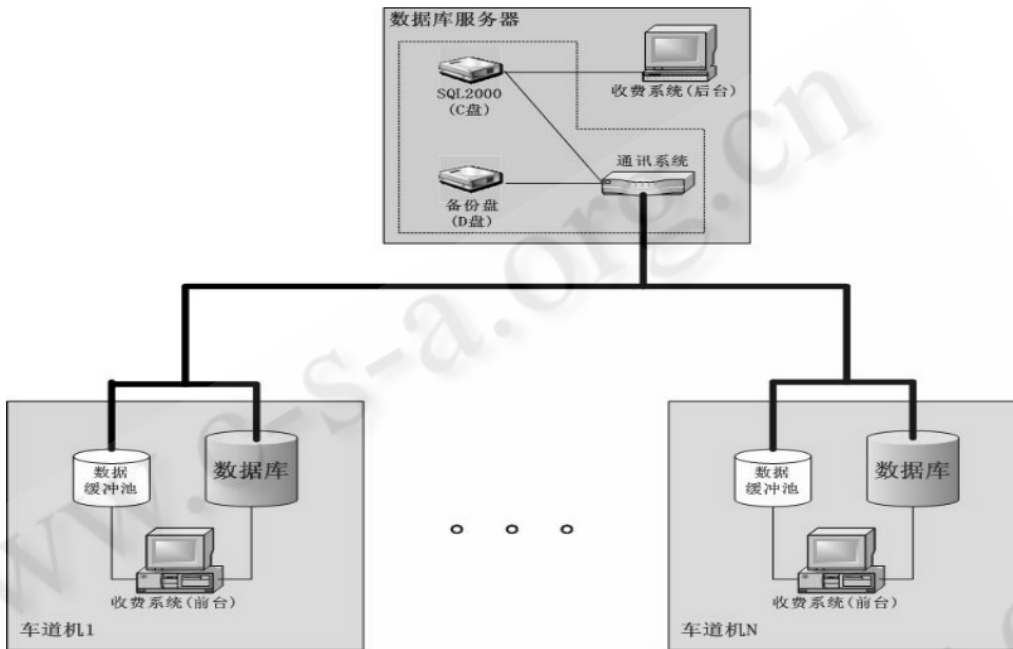 数据库服务器
SQL2000
(C盘)
收费系统(后台)
通讯系统
备份盘
(D盘)
数据
缓冲池
数据库
收费系统(前台)
车道机1
数据
缓冲池
数据库
收费系统(前台)
车道机N
www.c-s-a.org.cn